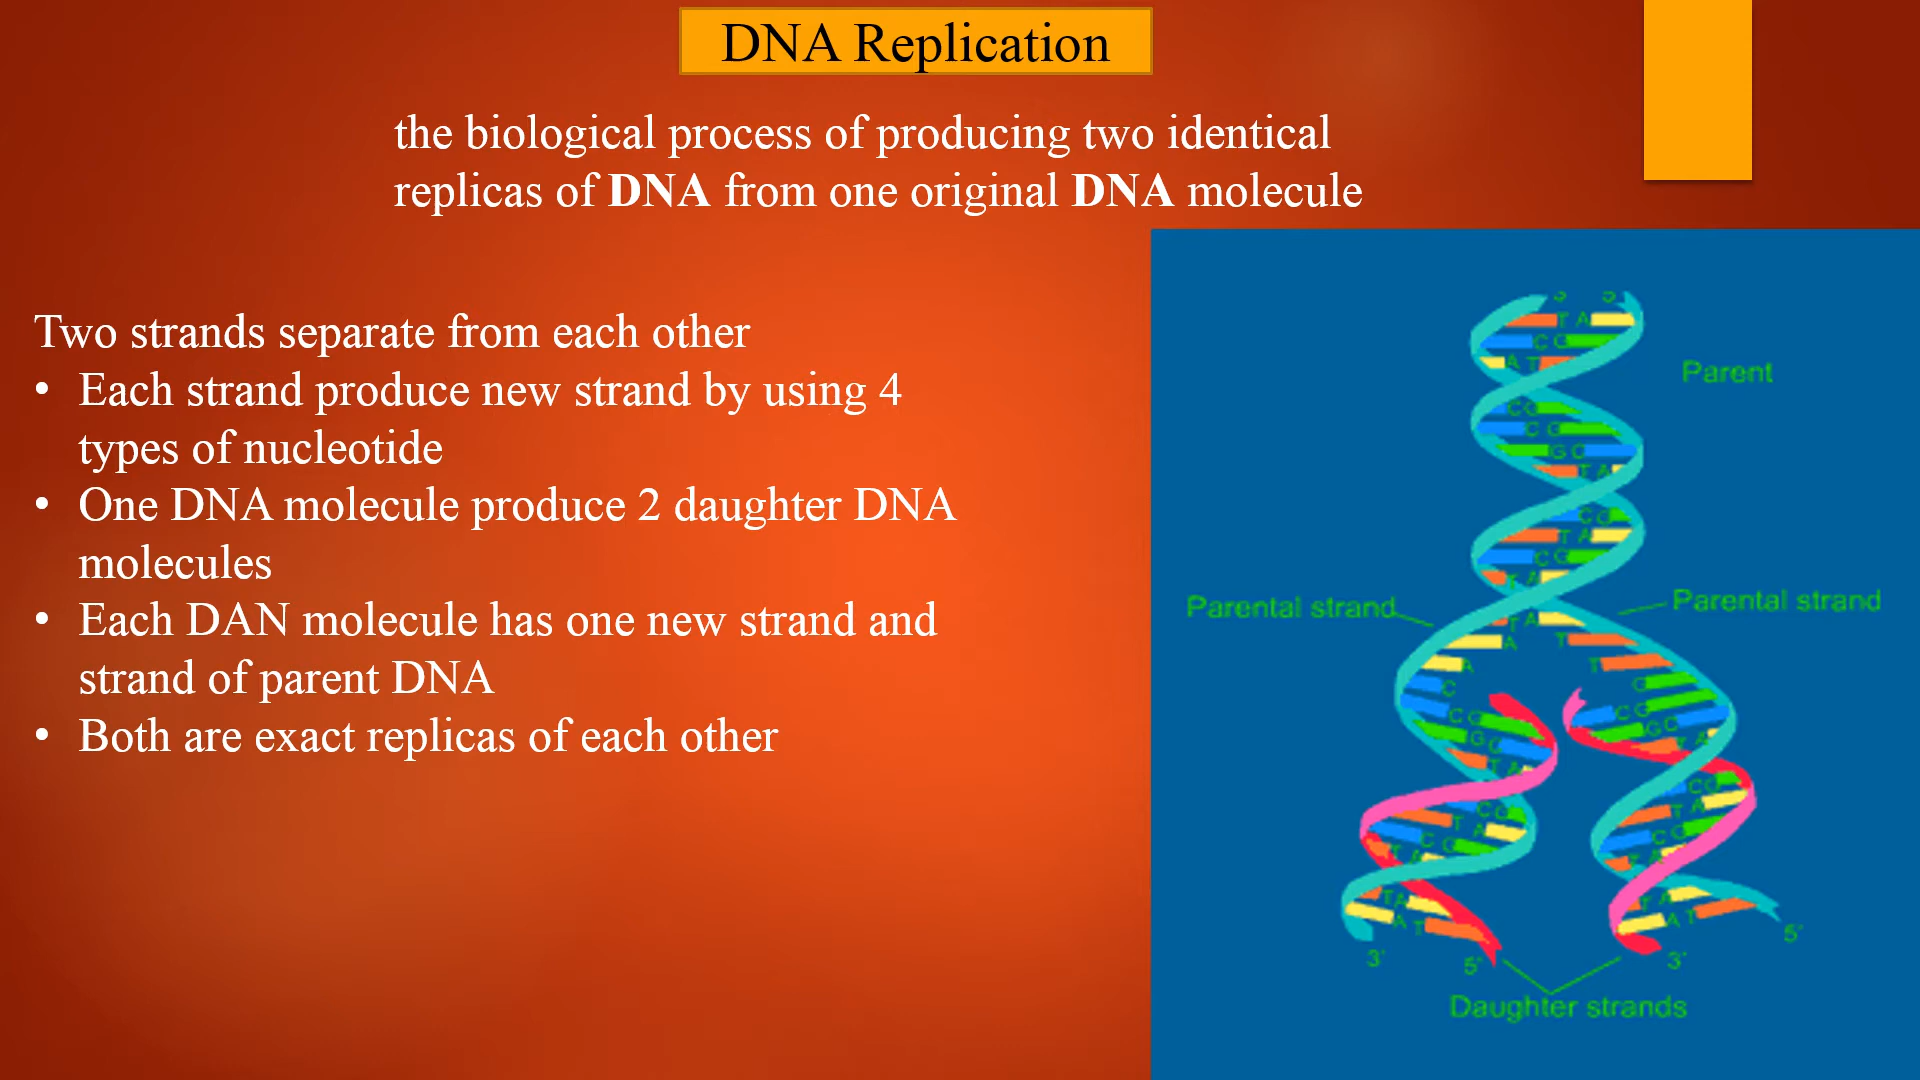 DNA Replication
the biological process of producing two identical
replicas of DNA from one original DNA molecule
Two strands separate from each other
• Each strand produce new strand by using 4
types of nucleotide
• One DNA molecule produce 2 daughter DNA
molecules
• Each DAN molecule has one new strand and
strand of parent DNA
• Both are exact replicas of each other
3' 5'
T A
C G
A T
Parent
C G
C G
G C
T A
C G
T A
C G
T A
Parental strand
Parental strand
T A
A T
A T
C G
C G C G
G C G C
T A T A
C G C G
T A T A
C G C G
T A T A
T A T A
A T A T
3' 5' 3' 5'
Daughter strands